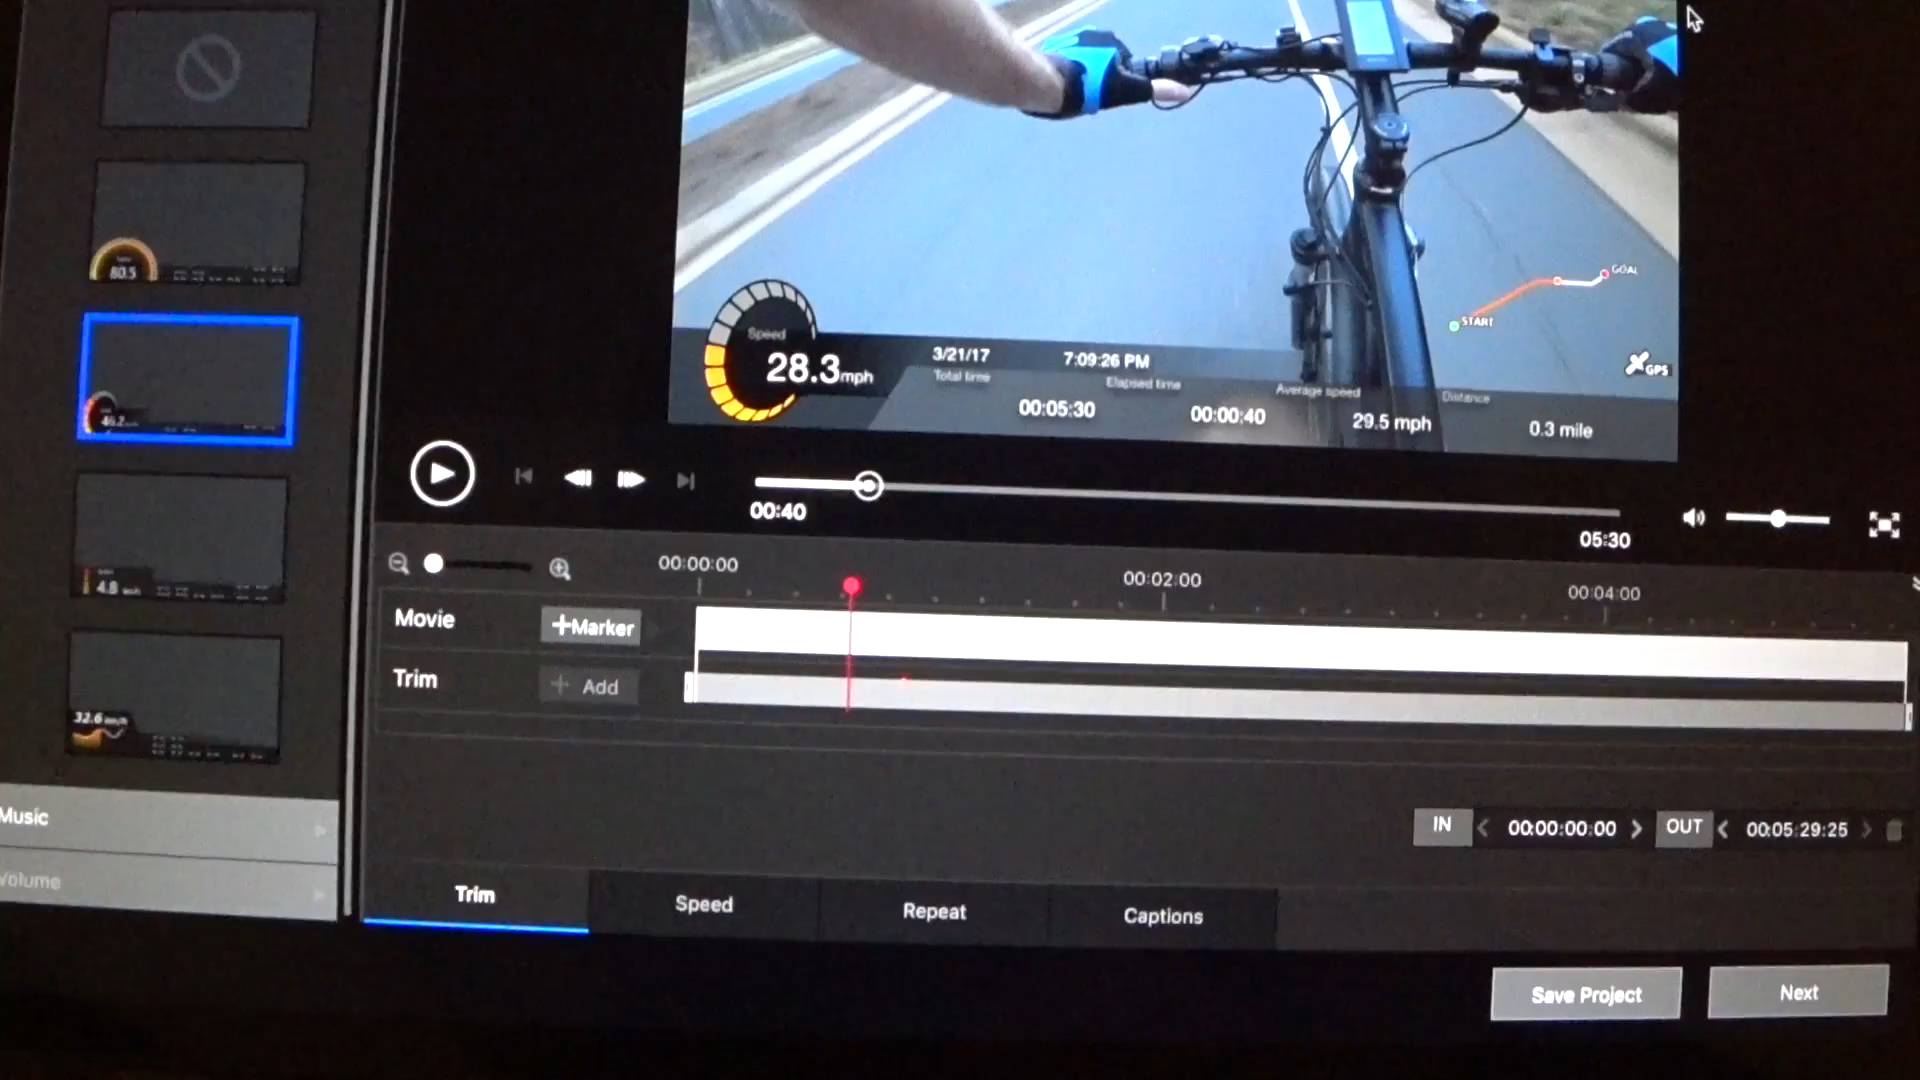 80.5
46.2
4.8 km/h
32.6 km/h
Music
Volume
GOAL
START
GPS
Speed
28.3mph
3/21/17 7:09:26 PM
Total time Elapsed time Average speed Distance
00:05:30 00:00:40 29.5 mph 0.3 mile
00:40 05:30
00:00:00 00:02:00 00:04:00
Movie +Marker
Trim + Add
IN < 00:00:00:00 > OUT < 00:05:29:25 >
Trim Speed Repeat Captions
Save Project Next